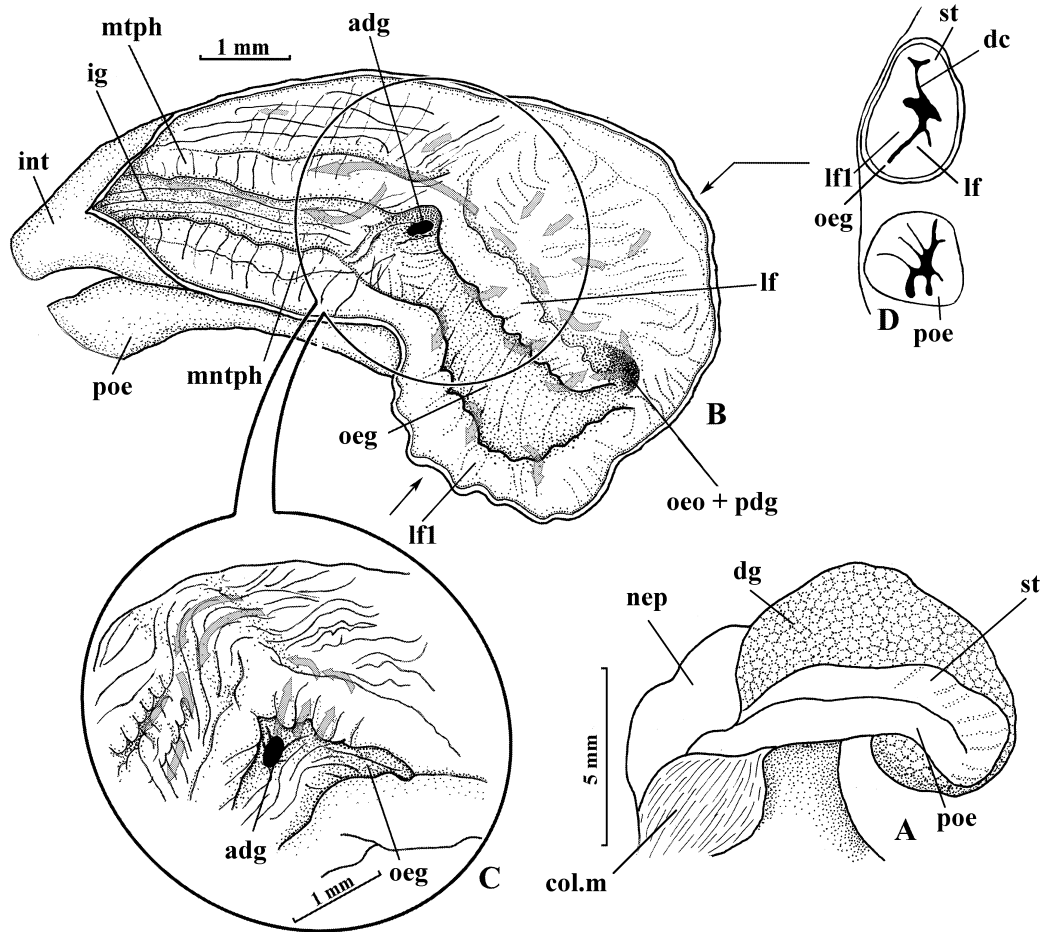 adg
st
mtph
1 mm
dc
ig
int
lf1
lf
oeg
lf
D
poe
poe
mntph
B
oeg
oeo + pdg
lf1
dg
st
nep
5 mm
adg
oeg
C
A
poe
1 mm
col.m